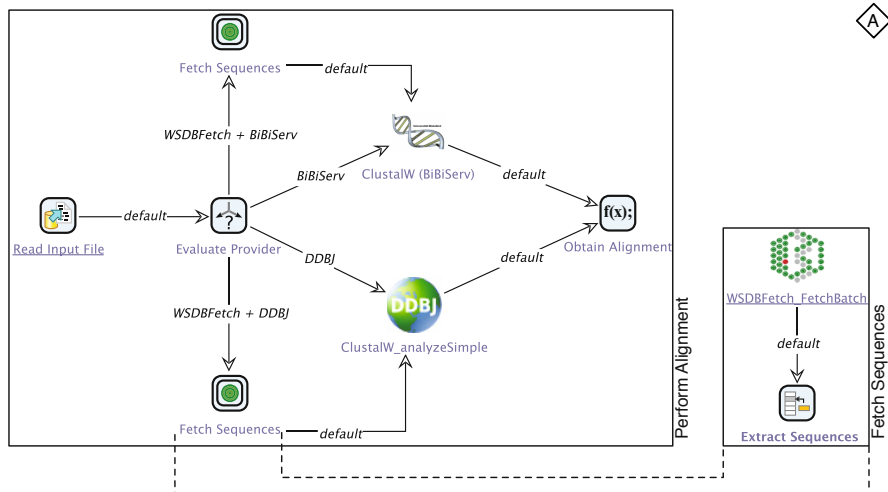 A
Fetch Sequences
default
WSDBFetch + BiBiServ
BiBiServ
ClustalW (BiBiServ)
default
default
f(x);
?
Read Input File
Evaluate Provider
Obtain Alignment
DDBJ
default
WSDBFetch + DDBJ
DDBJ
ClustalW_analyzeSimple
Fetch Sequences
default
Perform Alignment
WSDBFetch_FetchBatch
default
Extract Sequences
Fetch Sequences